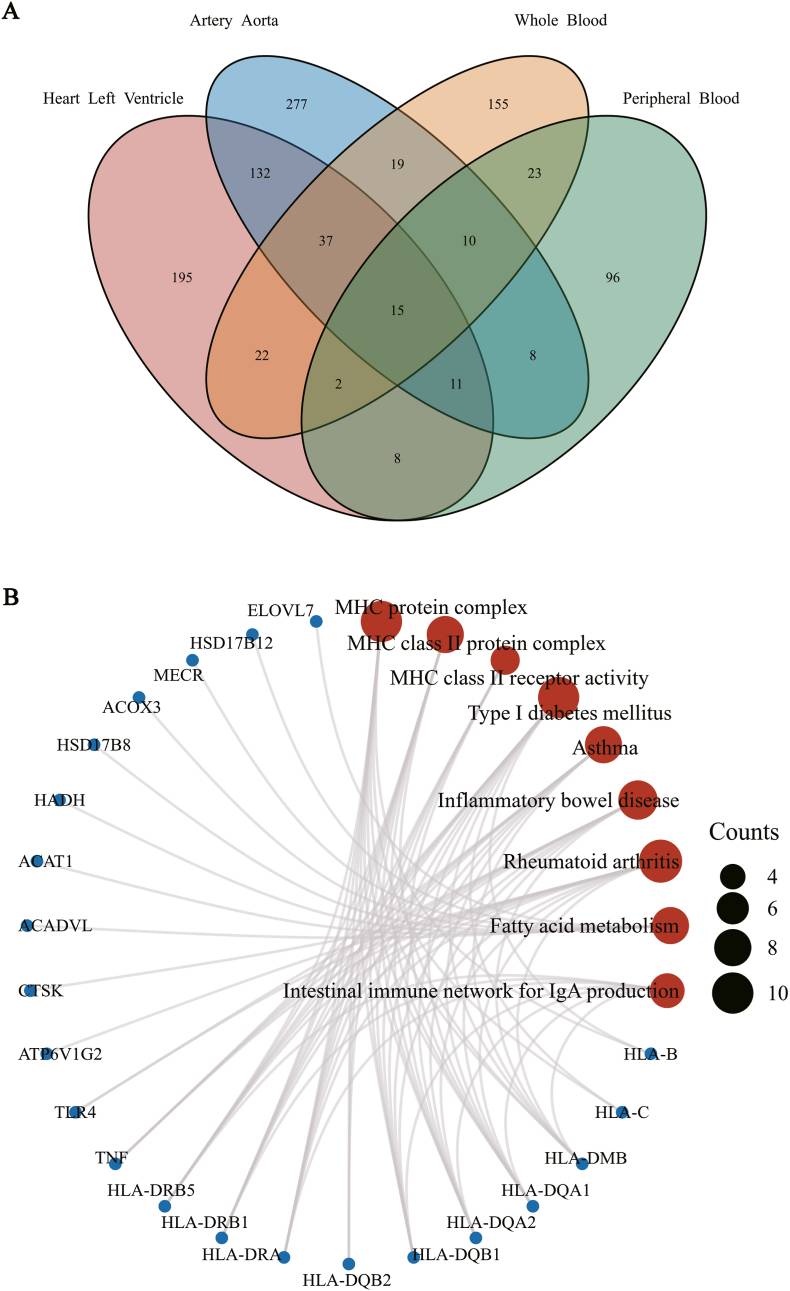 A
Artery Aorta
Whole Blood
Heart Left Ventricle
Peripheral Blood
277
155
132
19
23
37
10
195
96
15
22
8
2
11
8
B
ELOVL7
MHC protein complex
HSD17B12
MHC class II protein complex
MECR
MHC class II receptor activity
ACOX3
Type I diabetes mellitus
HSD17B8
Asthma
HADH
Inflammatory bowel disease
Counts
ACAT1
Rheumatoid arthritis
4
6
ACADVL
Fatty acid metabolism
8
CTSK
Intestinal immune network for IgA production
10
ATP6V1G2
HLA-B
TLR4
HLA-C
TNF
HLA-DMB
HLA-DRB5
HLA-DQA1
HLA-DRB1
HLA-DQA2
HLA-DRA
HLA-DQB1
HLA-DQB2